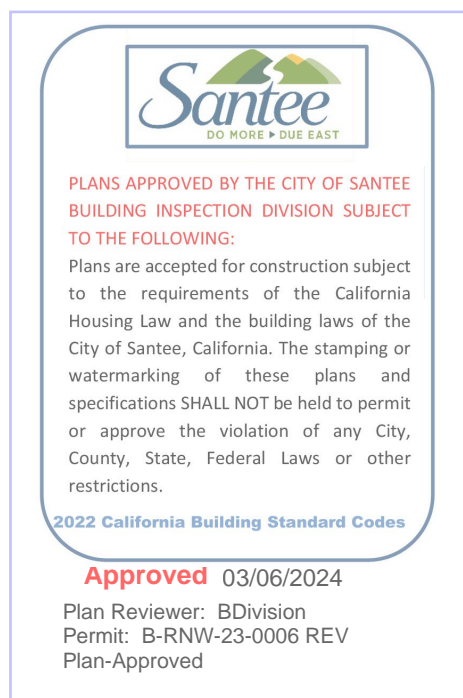 Santee
DO MORE ▶ DUE EAST
PLANS APPROVED BY THE CITY OF SANTEE
BUILDING INSPECTION DIVISION SUBJECT
TO THE FOLLOWING:
Plans are accepted for construction subject
to the requirements of the California
Housing Law and the building laws of the
City of Santee, California. The stamping or
watermarking of these plans and
specifications SHALL NOT be held to permit
or approve the violation of any City,
County, State, Federal Laws or other
restrictions.
2022 California Building Standard Codes
Approved 03/06/2024
Plan Reviewer: BDivision
Permit: B-RNW-23-0006 REV
Plan-Approved